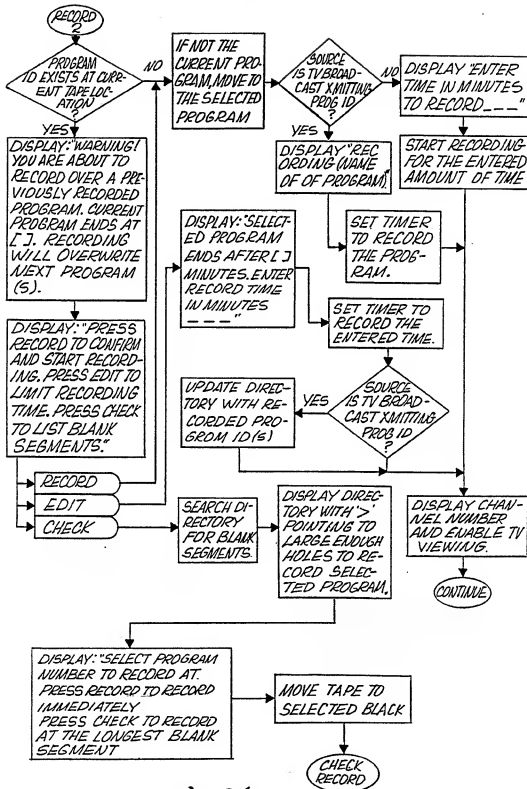 RECORD
2
PROGRAM
ID EXISTS AT CUR-
RENT TAPE LOC-
ATION
?
NO
YES
IF NOT THE
CURRENT PRO-
GRAM, MOVE TO
THE SELECTED
PROGRAM
SOURCE
IS TV BROAD-
CAST XMITTING
PROG ID
?
NO
YES
DISPLAY "ENTER
TIME IN MINUTES
TO RECORD___"
START RECORDING
FOR THE ENTERED
AMOUNT OF TIME
DISPLAY "REC
ORDING (NAME
OF OF PROGRAM)."
SET TIMER
TO RECORD
THE PROG-
RAM.
DISPLAY: "WARNING!
YOU ARE ABOUT TO
RECORD OVER A PRE-
VIOUSLY RECORDED
PROGRAM. CURRENT
PROGRAM ENDS AT
[ ]. RECORDING
WILL OVERWRITE
NEXT PROGRAM
(S).
DISPLAY: "PRESS
RECORD TO CONFIRM
AND START RECORD-
ING. PRESS EDIT TO
LIMIT RECORDING
TIME. PRESS CHECK
TO LIST BLANK
SEGMENTS."
RECORD
EDIT
CHECK
DISPLAY: "SELECT-
ED PROGRAM
ENDS AFTER [ ]
MINUTES. ENTER
RECORD TIME
IN MINUTES
___"
SET TIMER TO
RECORD THE
ENTERED TIME.
SOURCE
IS TV BROAD-
CAST XMITTING
PROG ID
?
YES
UPDATE DIREC-
TORY WITH RE-
CORDED PRO-
GROM ID(S)
SEARCH DI-
RECTORY
FOR BLANK
SEGMENTS.
DISPLAY DIREC-
TORY WITH '>'
POINTING TO
LARGE ENOUGH
HOLES TO RE-
CORD SELEC-
TED PROGRAM.
DISPLAY CHAN-
NEL NUMBER
AND ENABLE TV
VIEWING.
CONTINUE
DISPLAY: "SELECT PROGRAM
NUMBER TO RECORD AT.
PRESS RECORD TO RECORD
IMMEDIATELY
PRESS CHECK TO RECORD
AT THE LONGEST BLANK
SEGMENT
MOVE TAPE TO
SELECTED BLACK
CHECK
RECORD